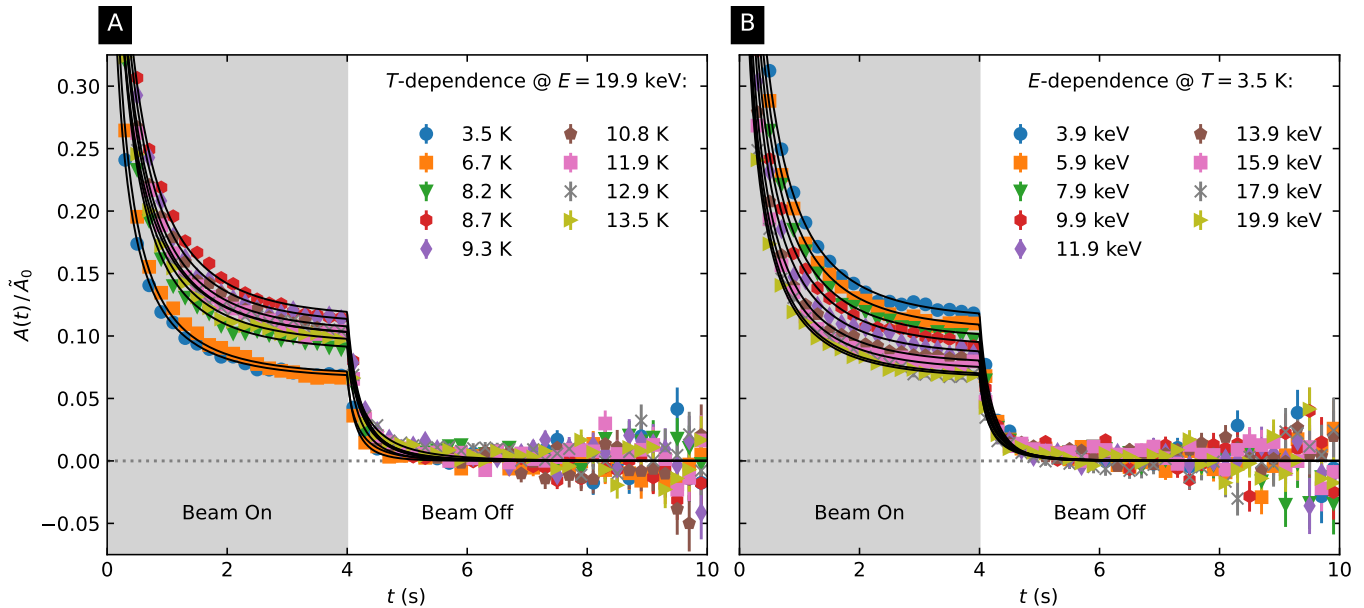 A
T-dependence @ E = 19.9 keV:
3.5 K
6.7 K
8.2 K
8.7 K
9.3 K
10.8 K
11.9 K
12.9 K
13.5 K
Beam On
Beam Off
0.30
0.25
0.20
0.15
0.10
0.05
0.00
−0.05
A(t)/Ã₀
0 2 4 6 8 10
t (s)
B
E-dependence @ T = 3.5 K:
3.9 keV
5.9 keV
7.9 keV
9.9 keV
11.9 keV
13.9 keV
15.9 keV
17.9 keV
19.9 keV
Beam On
Beam Off
0 2 4 6 8 10
t (s)